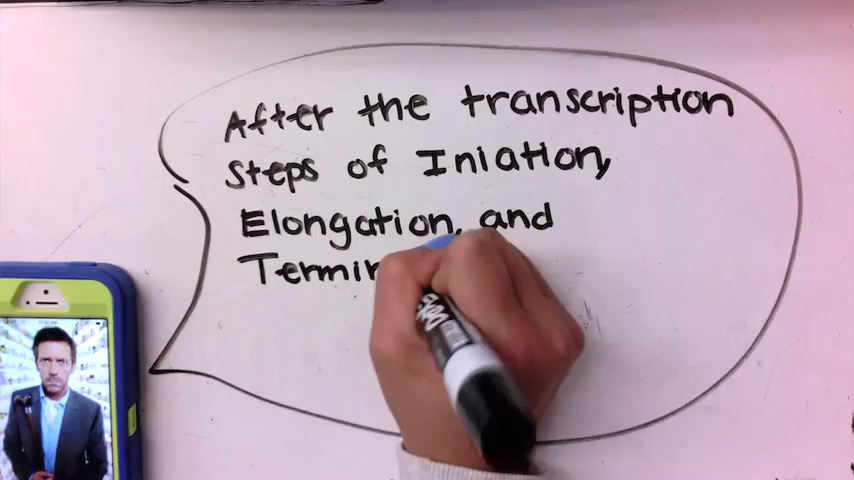 After the transcription
steps of Iniation,
Elongation, and
Termin